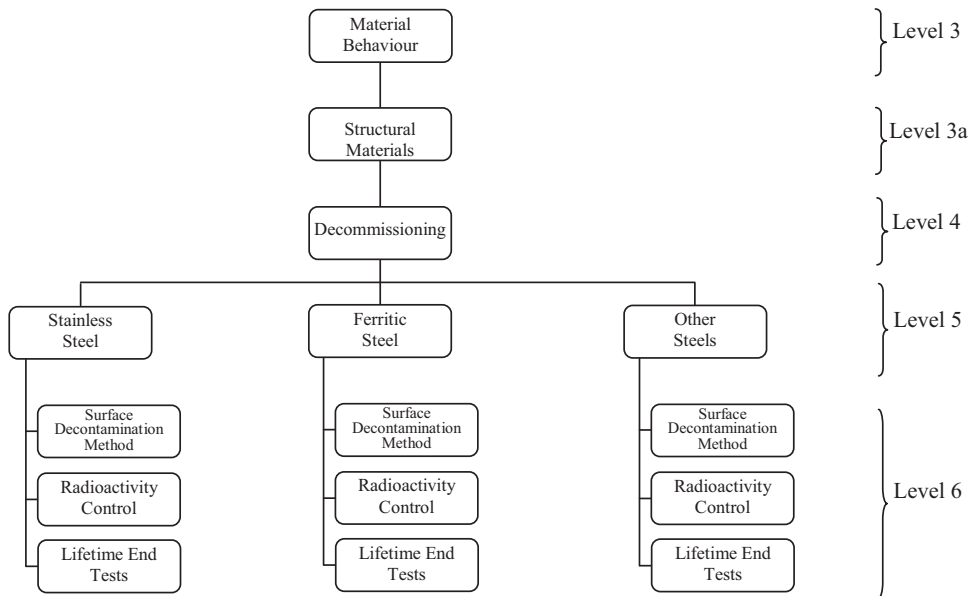 Material
Behaviour
Level 3
Structural
Materials
Level 3a
Decommissioning
Level 4
Stainless
Steel
Ferritic
Steel
Other
Steels
Level 5
Surface
Decontamination
Method
Radioactivity
Control
Lifetime End
Tests
Surface
Decontamination
Method
Radioactivity
Control
Lifetime End
Tests
Surface
Decontamination
Method
Radioactivity
Control
Lifetime End
Tests
Level 6